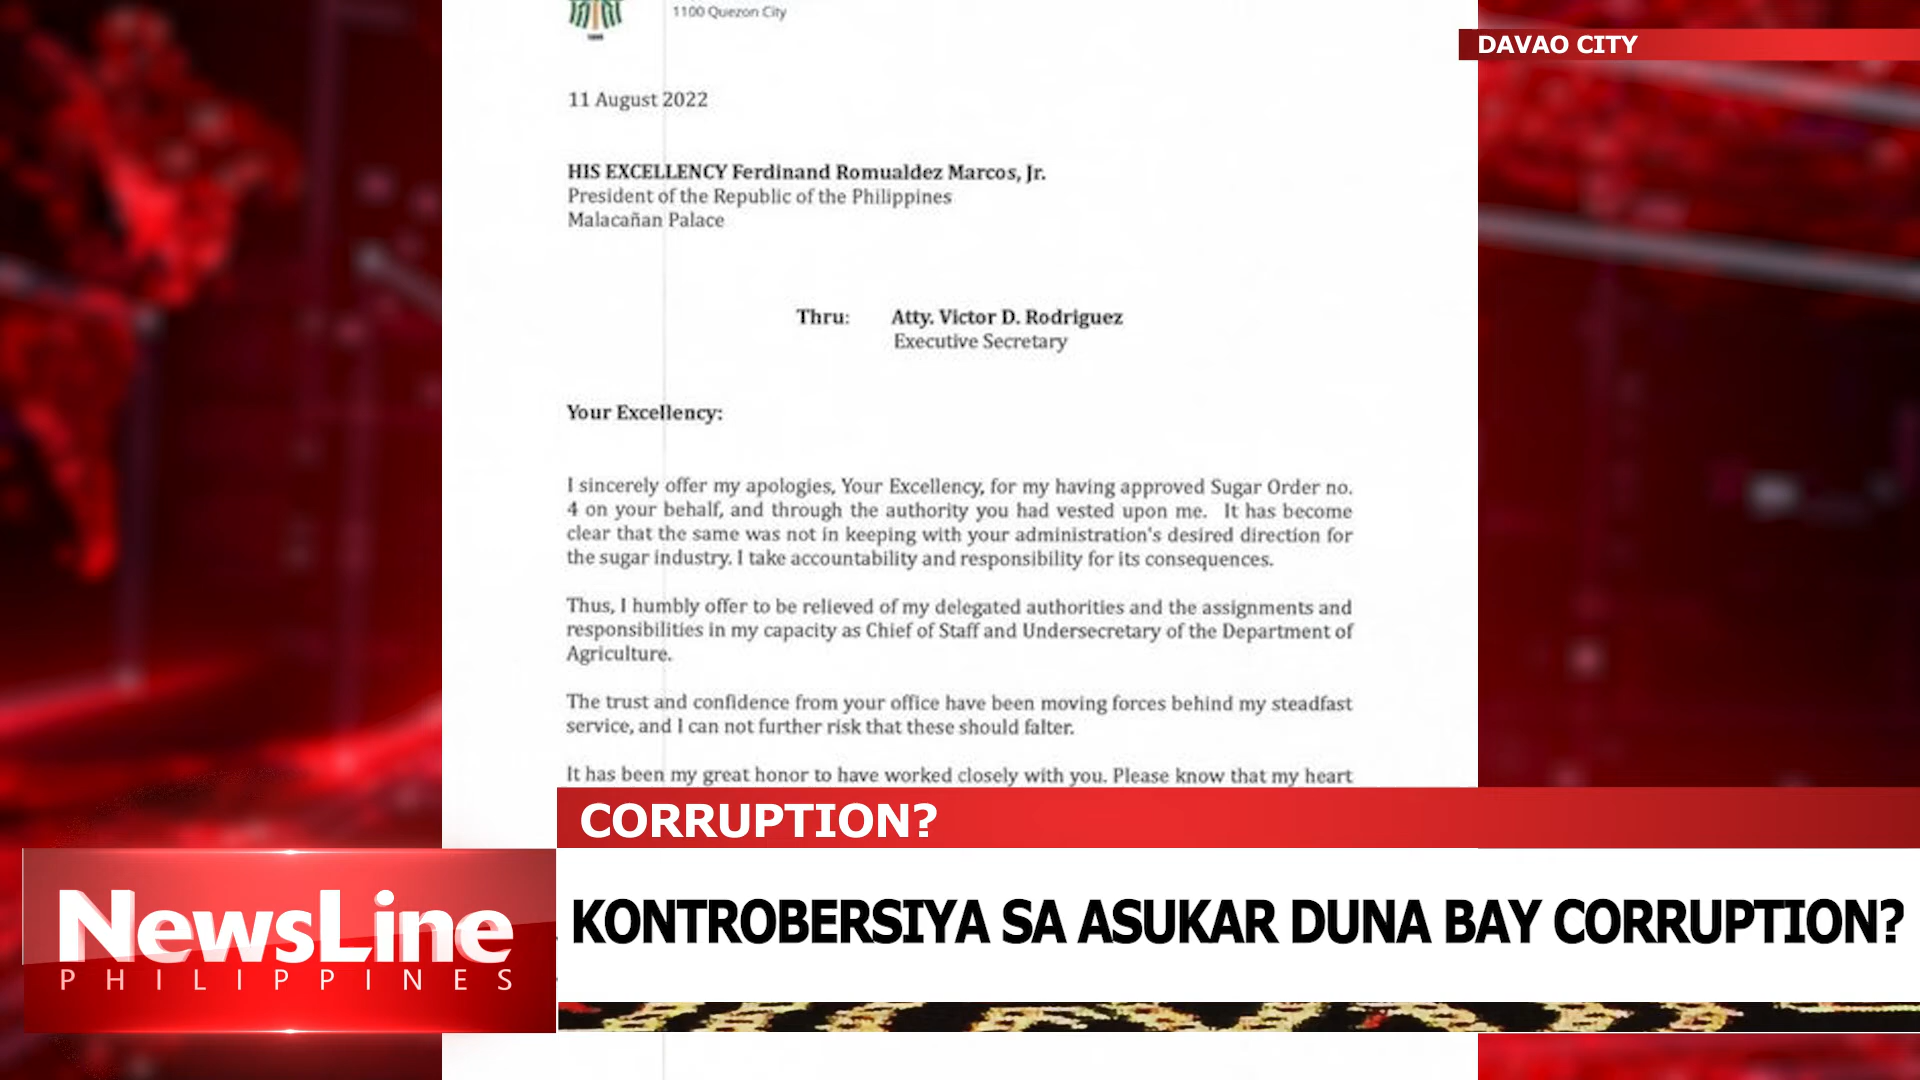 1100 Quezon City
DAVAO CITY
11 August 2022
HIS EXCELLENCY Ferdinand Romualdez Marcos, Jr.
President of the Republic of the Philippines
Malacañan Palace
Thru: Atty. Victor D. Rodriguez
Executive Secretary
Your Excellency:
I sincerely offer my apologies, Your Excellency, for my having approved Sugar Order no.
4 on your behalf, and through the authority you had vested upon me. It has become
clear that the same was not in keeping with your administration's desired direction for
the sugar industry. I take accountability and responsibility for its consequences.
Thus, I humbly offer to be relieved of my delegated authorities and the assignments and
responsibilities in my capacity as Chief of Staff and Undersecretary of the Department of
Agriculture.
The trust and confidence from your office have been moving forces behind my steadfast
service, and I can not further risk that these should falter.
It has been my great honor to have worked closely with you. Please know that my heart
CORRUPTION?
NewsLine
PHILIPPINES
KONTROBERSIYA SA ASUKAR DUNA BAY CORRUPTION?